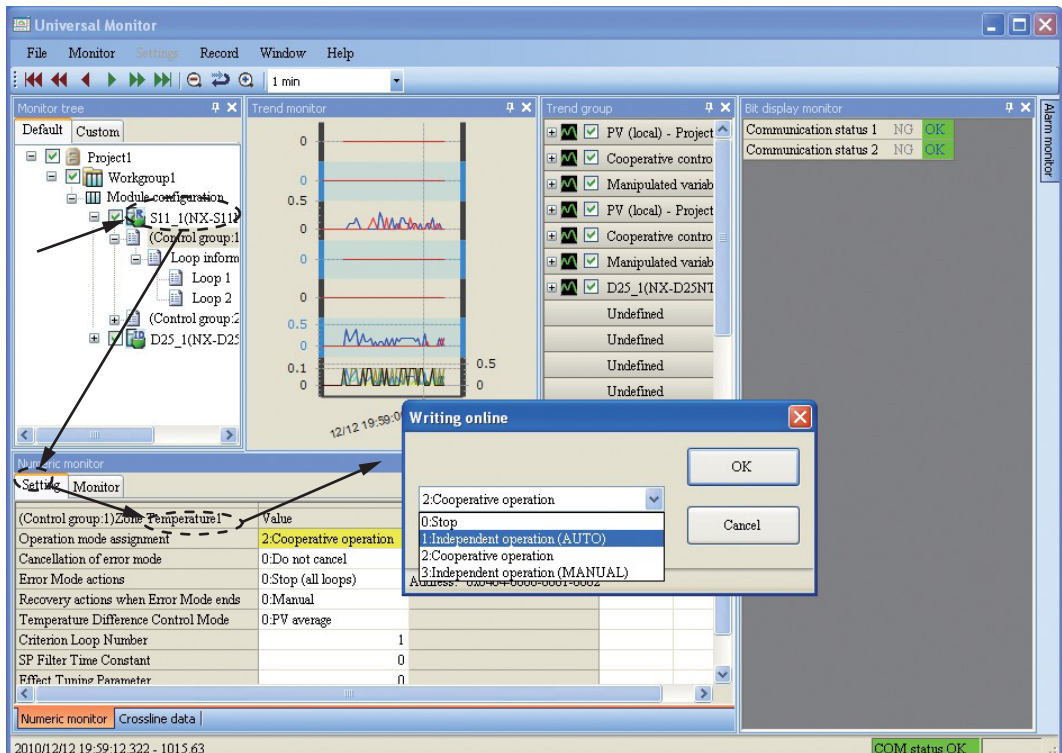 Universal Monitor
File Monitor Settings Record Window Help
1 min
Monitor tree
Default Custom
Project1
Workgroup1
Module configuration
S11_1(NX-S11
(Control group:1
Loop inform
Loop 1
Loop 2
(Control group:2
D25_1(NX-D25
Trend monitor
0
0
0.5
0
0
0
0.5
0
0.1 0.5
0 0
12/12 19:59:0
Trend group
PV (local) - Project
Cooperative contro
Manipulated variab
PV (local) - Project
Cooperative contro
Manipulated variab
D25_1(NX-D25NT
Undefined
Undefined
Undefined
Undefined
Bit display monitor
Communication status 1 NG OK
Communication status 2 NG OK
Alarm monitor
Numeric monitor
Setting Monitor
(Control group:1)Zone Temperature1 Value
Operation mode assignment 2:Cooperative operation
Cancellation of error mode 0:Do not cancel
Error Mode actions 0:Stop (all loops)
Recovery actions when Error Mode ends 0:Manual
Temperature Difference Control Mode 0:PV average
Criterion Loop Number 1
SP Filter Time Constant 0
Effect Tuning Parameter 0
Numeric monitor Crossline data
Writing online
OK
Cancel
2:Cooperative operation
0:Stop
1:Independent operation (AUTO)
2:Cooperative operation
3:Independent operation (MANUAL)
2010/12/12 19:59:12.322 - 1015.63
COM status OK